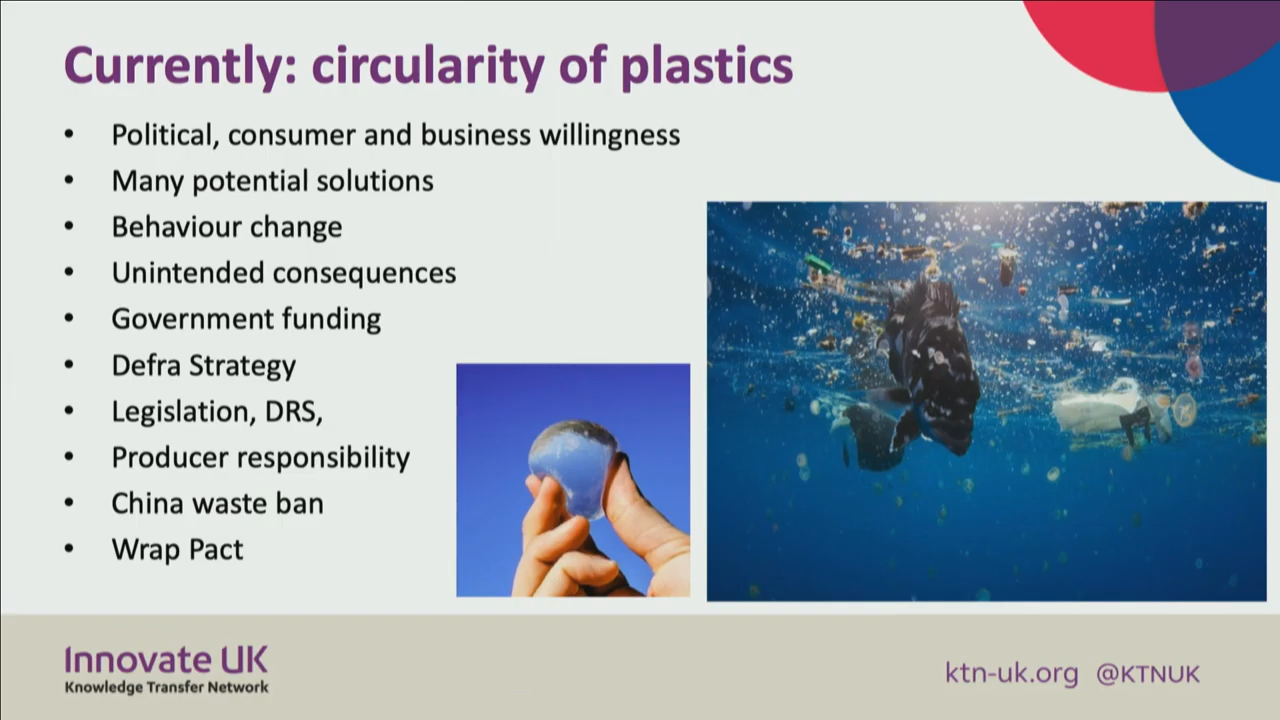 Currently: circularity of plastics
• Political, consumer and business willingness
• Many potential solutions
• Behaviour change
• Unintended consequences
• Government funding
• Defra Strategy
• Legislation, DRS,
• Producer responsibility
• China waste ban
• Wrap Pact
Innovate UK
Knowledge Transfer Network
ktn-uk.org @KTNUK